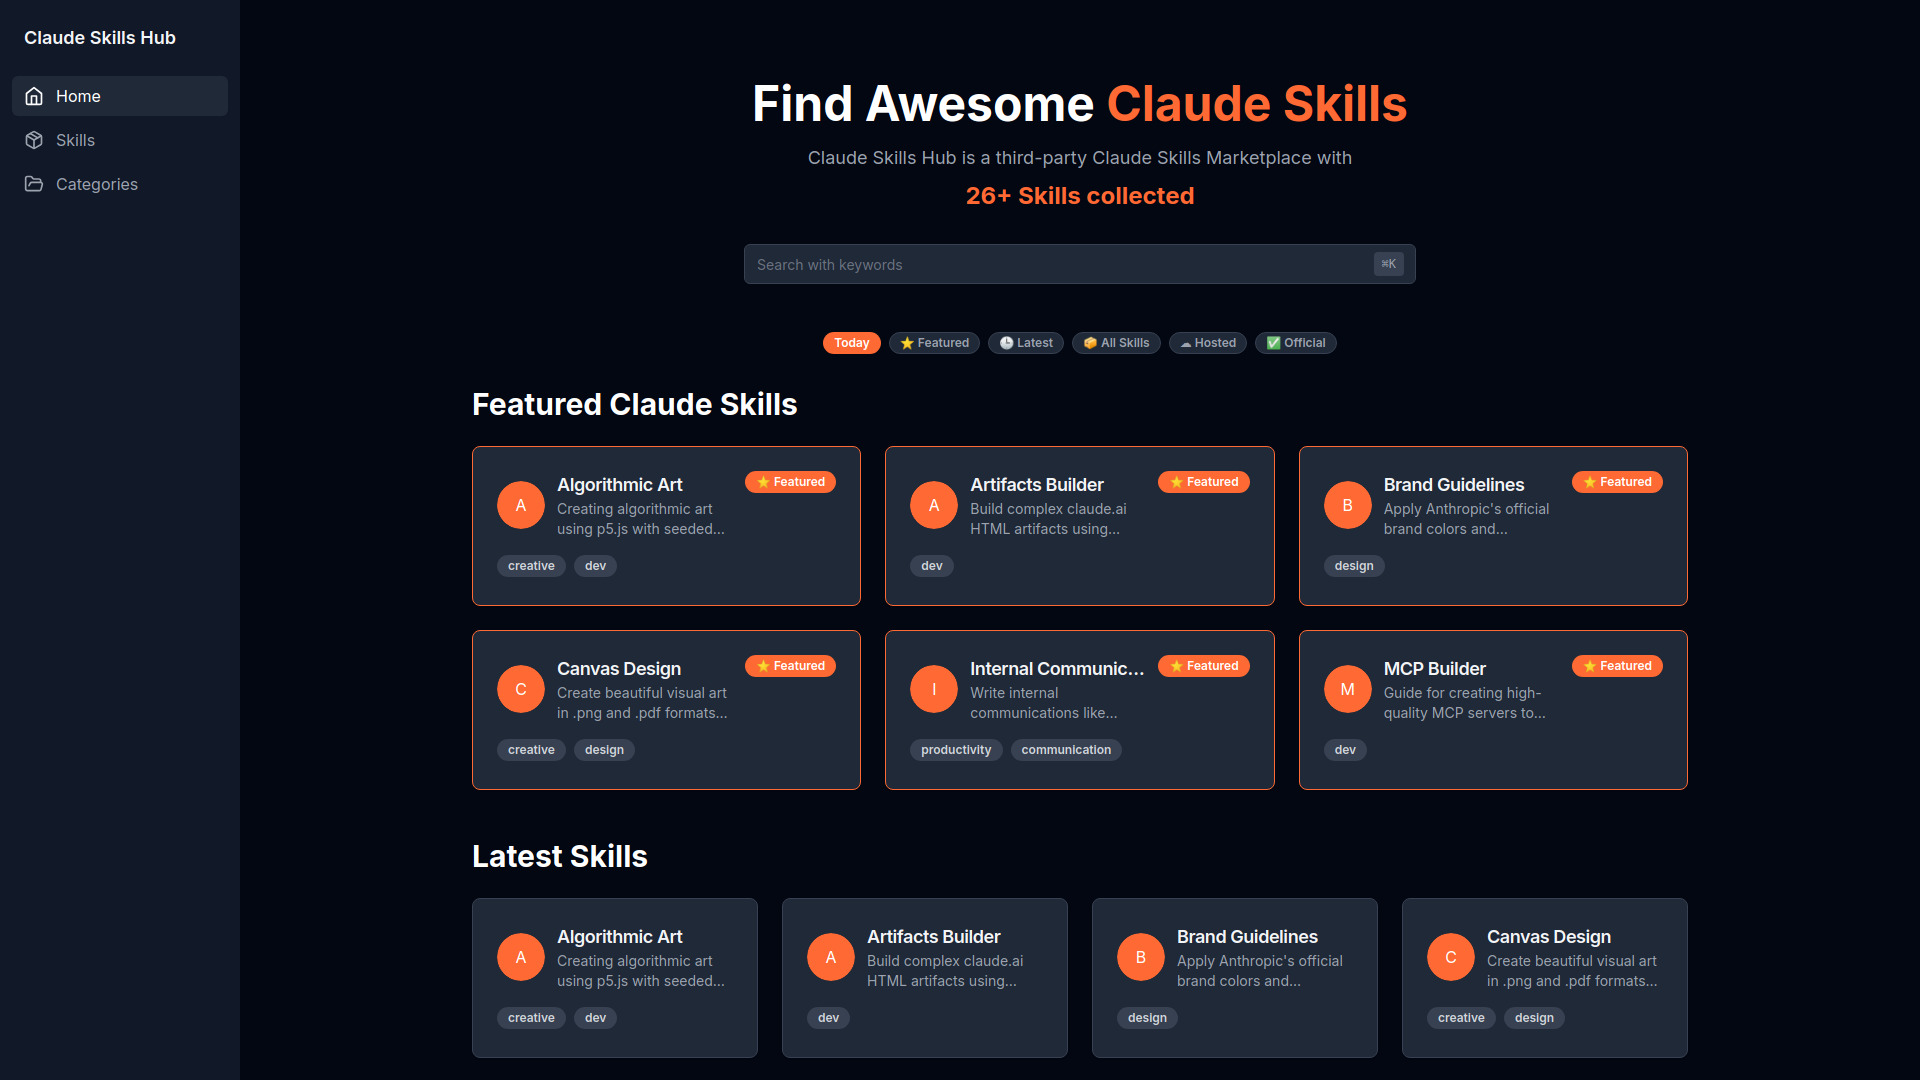 Claude Skills Hub
Home
Skills
Categories
Find Awesome Claude Skills
Claude Skills Hub is a third-party Claude Skills Marketplace with
26+ Skills collected
Search with keywords
⌘K
Today
⭐ Featured
🕒 Latest
📦 All Skills
☁ Hosted
✅ Official
Featured Claude Skills
A
Algorithmic Art
⭐ Featured
Creating algorithmic art
using p5.js with seeded...
creative
dev
A
Artifacts Builder
⭐ Featured
Build complex claude.ai
HTML artifacts using...
dev
B
Brand Guidelines
⭐ Featured
Apply Anthropic's official
brand colors and...
design
C
Canvas Design
⭐ Featured
Create beautiful visual art
in .png and .pdf formats...
creative
design
I
Internal Communic...
⭐ Featured
Write internal
communications like...
productivity
communication
M
MCP Builder
⭐ Featured
Guide for creating high-
quality MCP servers to...
dev
Latest Skills
A
Algorithmic Art
Creating algorithmic art
using p5.js with seeded...
creative
dev
A
Artifacts Builder
Build complex claude.ai
HTML artifacts using...
dev
B
Brand Guidelines
Apply Anthropic's official
brand colors and...
design
C
Canvas Design
Create beautiful visual art
in .png and .pdf formats...
creative
design